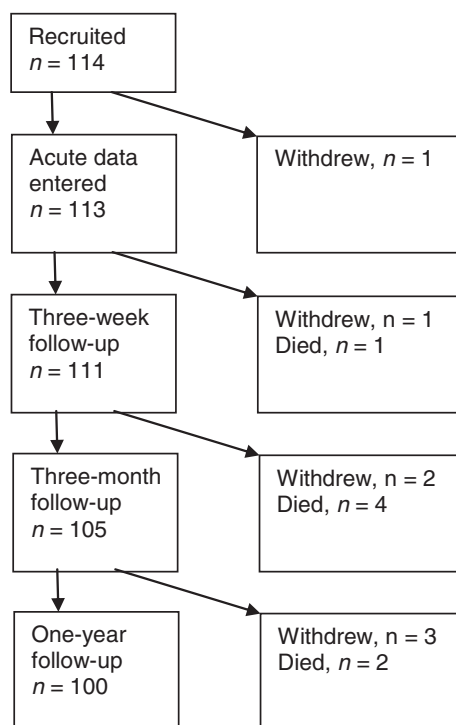 Recruited
n = 114
Acute data
entered
n = 113
Withdrew, n = 1
Three-week
follow-up
n = 111
Withdrew, n = 1
Died, n = 1
Three-month
follow-up
n = 105
Withdrew, n = 2
Died, n = 4
One-year
follow-up
n = 100
Withdrew, n = 3
Died, n = 2